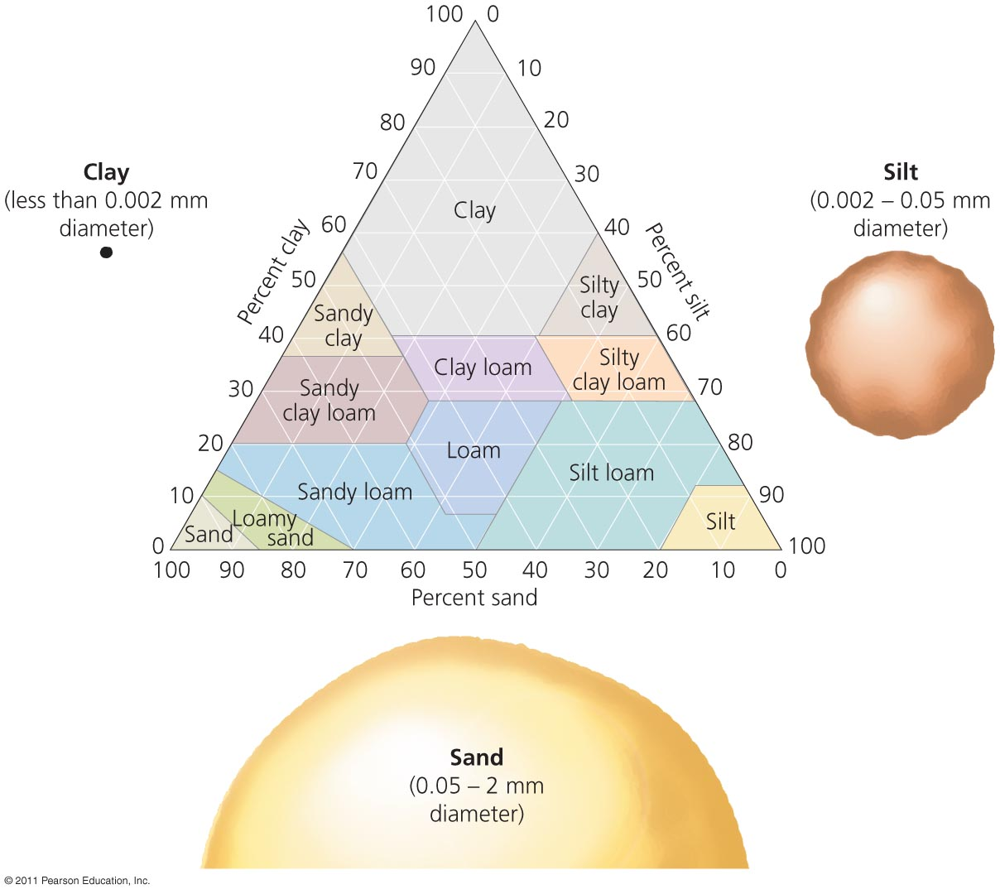 100 0
90 10
80 20
Clay
(less than 0.002 mm
diameter)
Silt
(0.002 – 0.05 mm
diameter)
70 30
Clay
60 40
Percent clay
Percent silt
50 50
Silty
clay
Sandy
clay
40 60
Clay loam
Silty
clay loam
30 70
Sandy
clay loam
20 80
Loam
Silt loam
Sandy loam
10 90
Loamy
sand
Sand
Silt
0 100
100 90 80 70 60 50 40 30 20 10 0
Percent sand
Sand
(0.05 – 2 mm
diameter)
© 2011 Pearson Education, Inc.